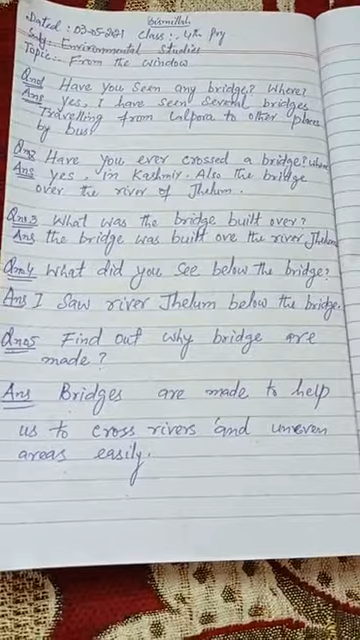 Bismillah
Dated : 03-05-2021 Class :. 4th Pry
Sub :- Environmental Studies
Topic :- From the window
Qno1 Have you seen any bridge? Where?
Ans yes, I have seen several bridges
Travelling from to other places
by bus
Qno2 Have you ever crossed a bridge? where
Ans yes, in Kashmir. Also the bridge
over the river of Jhelum.
Qno.3 What was the bridge built over?
Ans the bridge was built ove the river Jhelum
Qno4 What did you See below the bridge?
Ans I Saw river Jhelum below the bridge.
Qno5 Find out why bridge are
made ?
Ans Bridges are made to help
us to cross rivers and uneven
areas easily.